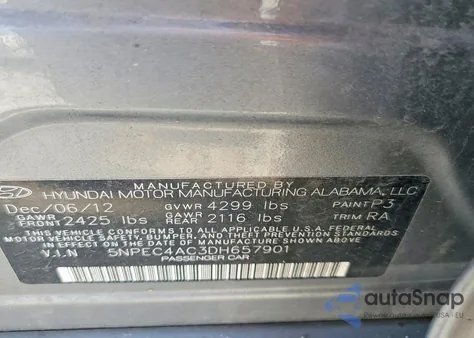 MANUFACTURED BY
HYUNDAI MOTOR MANUFACTURING ALABAMA, LLC
Dec/06/12 GVWR 4299 lbs PAINT P3
GAWR FRONT 2425 lbs GAWR REAR 2116 lbs TRIM RA
THIS VEHICLE CONFORMS TO ALL APPLICABLE U.S. FEDERAL
MOTOR VEHICLE SAFETY, BUMPER, AND THEFT PREVENTION
STANDARDS IN EFFECT ON THE DATE OF MANUFACTURE SHOWN ABOVE.
V.I.N 5NPEC4AC3DH657901
PASSENGER CAR
autaSnap